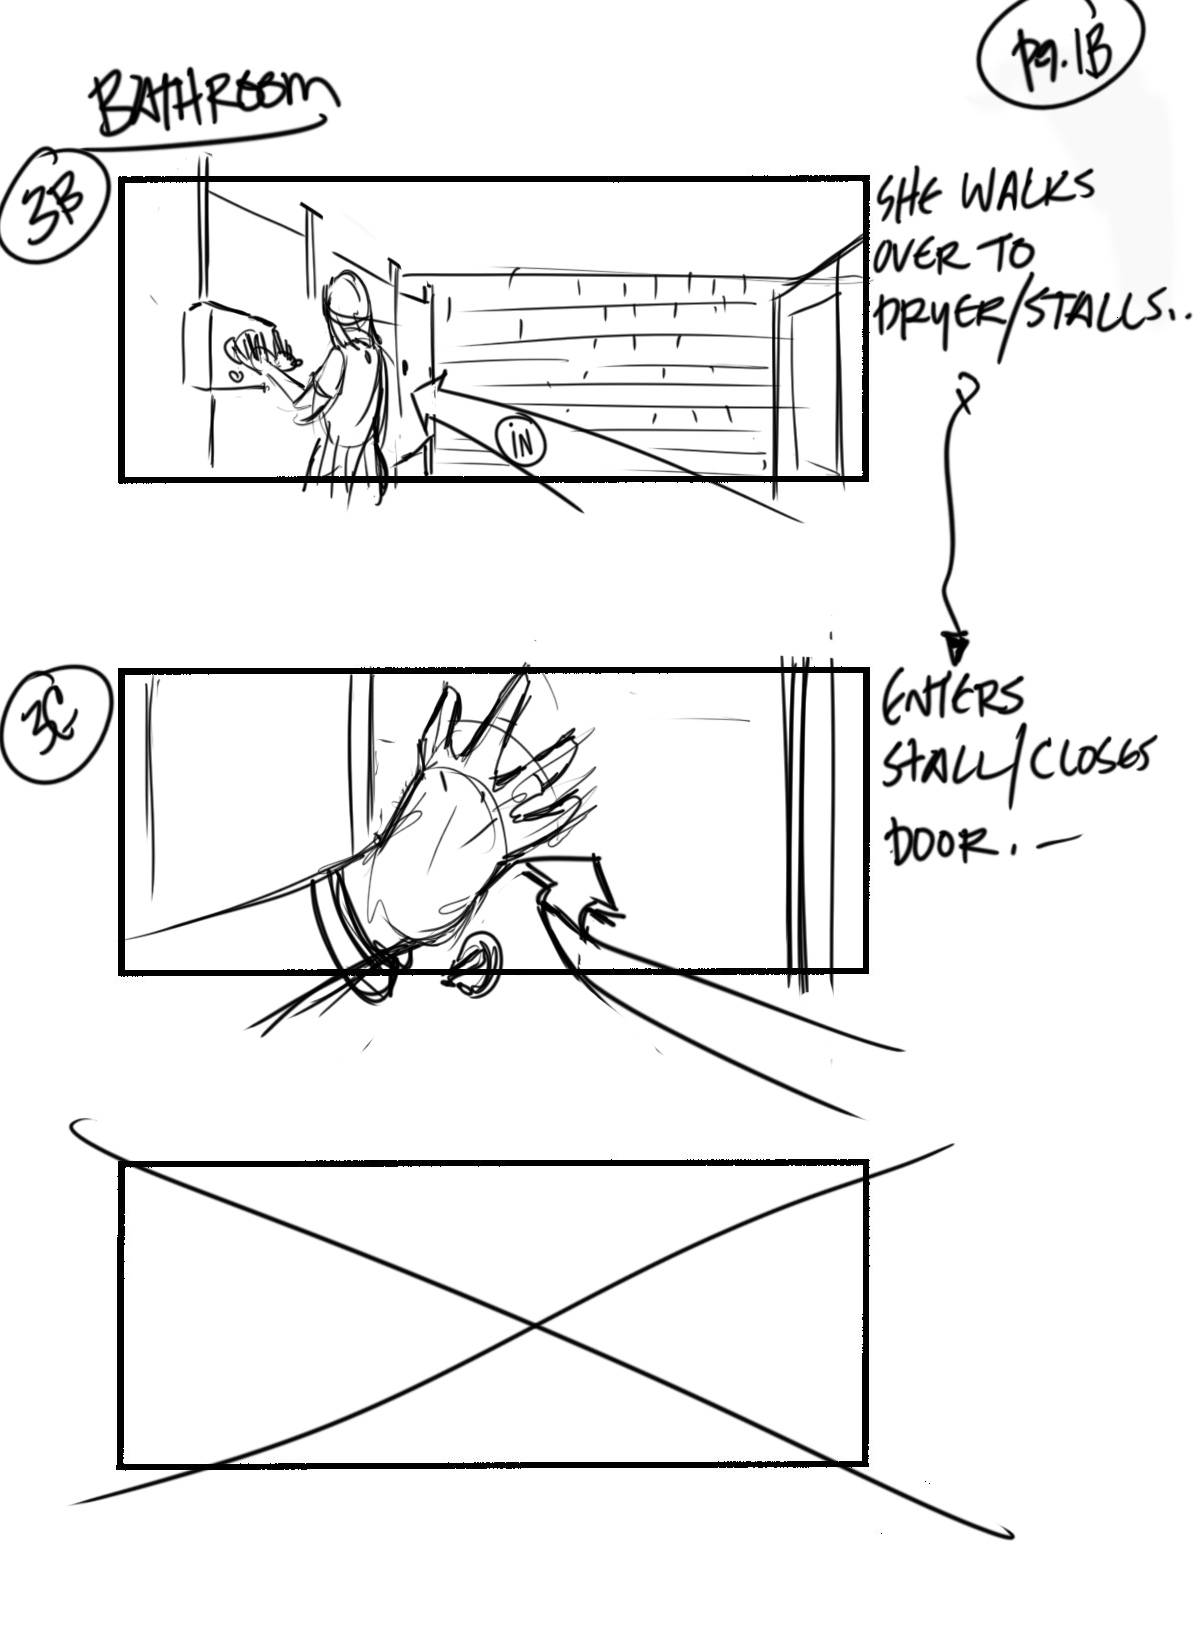 pg. 1B
BATHROOM
3B
SHE WALKS
OVER TO
DRYER/STALLS..
IN
3C
ENTERS
STALL/CLOSES
DOOR. —